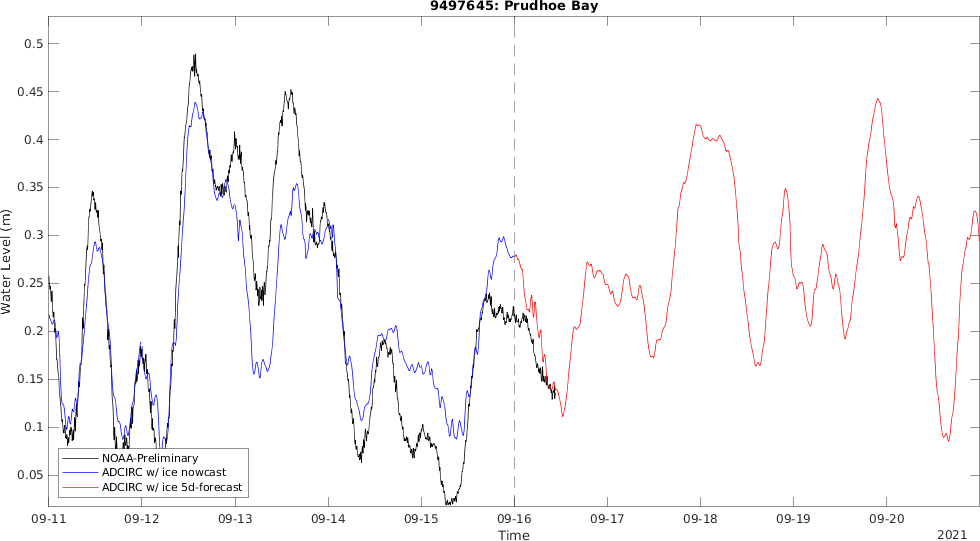 9497645: Prudhoe Bay
Water Level (m)
0.5
0.45
0.4
0.35
0.3
0.25
0.2
0.15
0.1
0.05
NOAA-Preliminary
ADCIRC w/ ice nowcast
ADCIRC w/ ice 5d-forecast
09-11 09-12 09-13 09-14 09-15 09-16 09-17 09-18 09-19 09-20
Time
2021